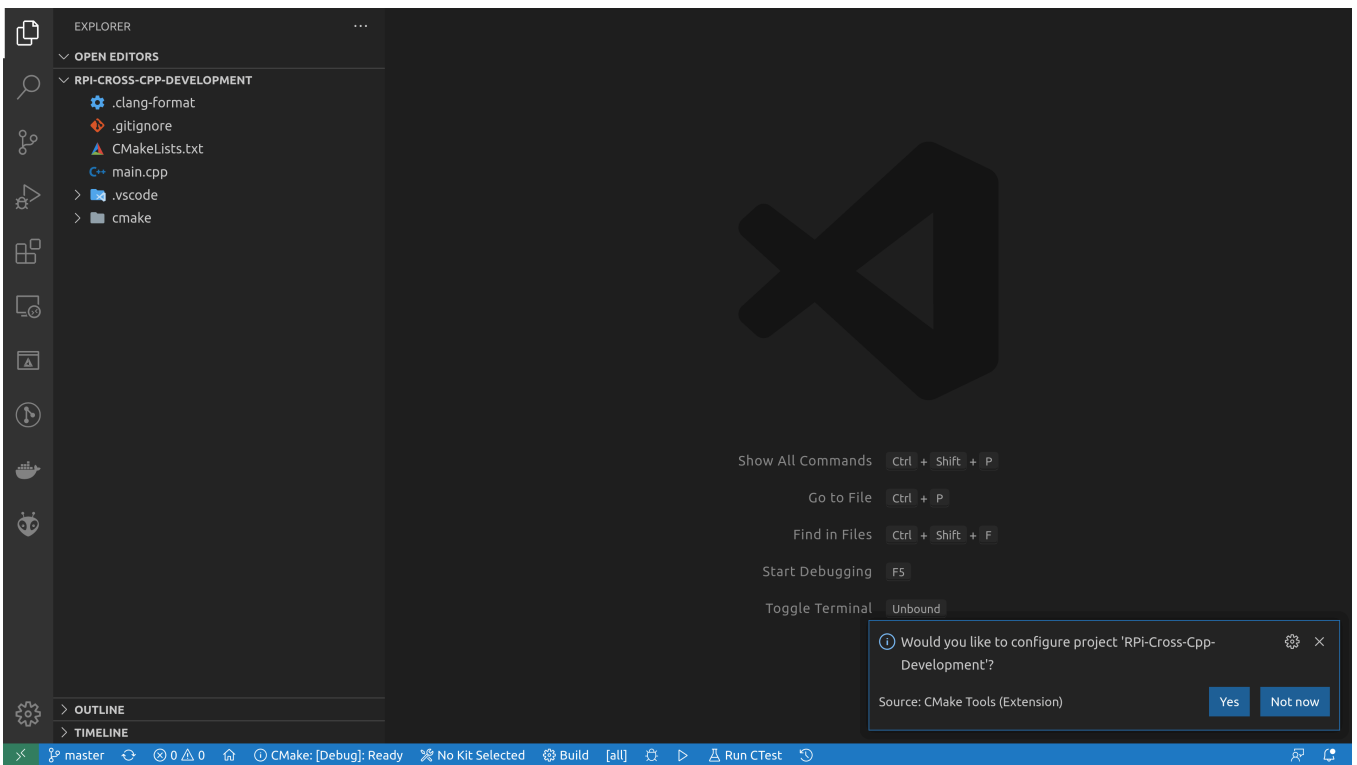 EXPLORER ...
OPEN EDITORS
RPI-CROSS-CPP-DEVELOPMENT
.clang-format
.gitignore
CMakeLists.txt
C++ main.cpp
.vscode
cmake
Show All Commands Ctrl + Shift + P
Go to File Ctrl + P
Find in Files Ctrl + Shift + F
Start Debugging F5
Toggle Terminal Unbound
Would you like to configure project 'RPi-Cross-Cpp-
Development'?
Source: CMake Tools (Extension) Yes Not now
OUTLINE
TIMELINE
master 0 0 CMake: [Debug]: Ready No Kit Selected Build [all] Run CTest